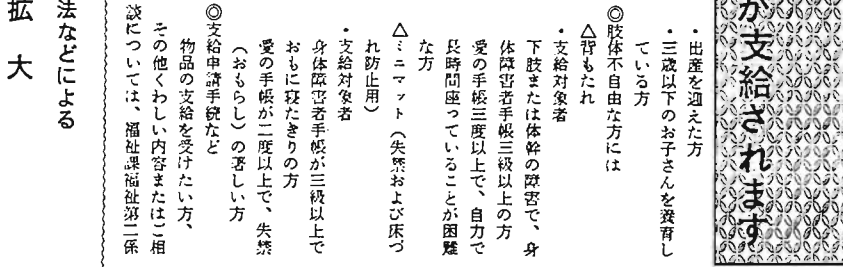 が支給されます
・出産を迎えた方
・三歳以下のお子さんを養育し
ている方
◎肢体不自由な方には
△背もたれ
・支給対象者
下肢または体幹の障害で、身
体障害者手帳三級以上の方
愛の手帳三度以上で、自力で
長時間座っていることが困難
な方
△ミニマット（失禁および床づ
れ防止用）
・支給対象者
身体障害者手帳が三級以上で
おもに寝たきりの方
愛の手帳が二度以上で、失禁
（おもらし）の著しい方
◎支給申請手続など
物品の支給を受けたい方、
その他くわしい内容またはご相
談については、福祉課福祉第二係
法などによる
拡大